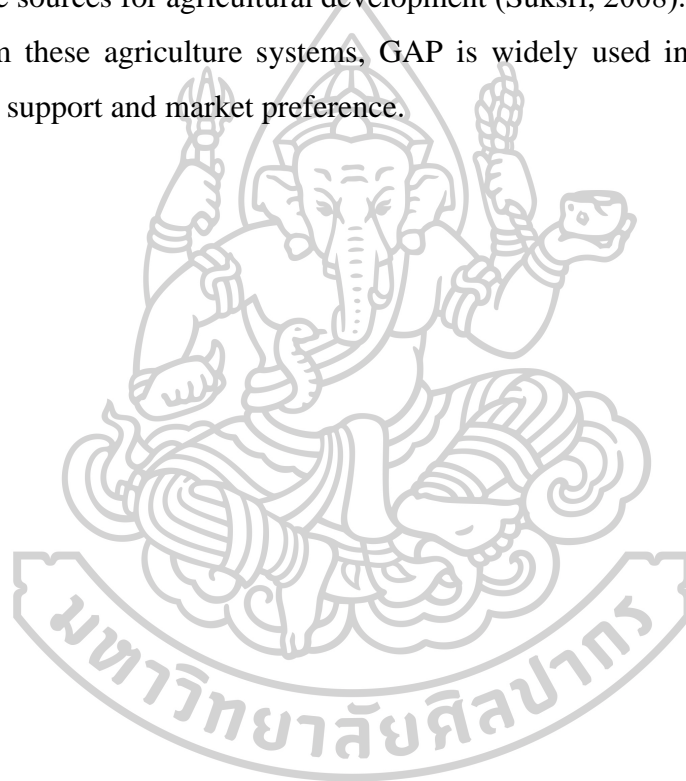 e sources for agricultural development (Suksri, 2008).
n these agriculture systems, GAP is widely used in
support and market preference.
มหาวิทยาลัยศิลปากร